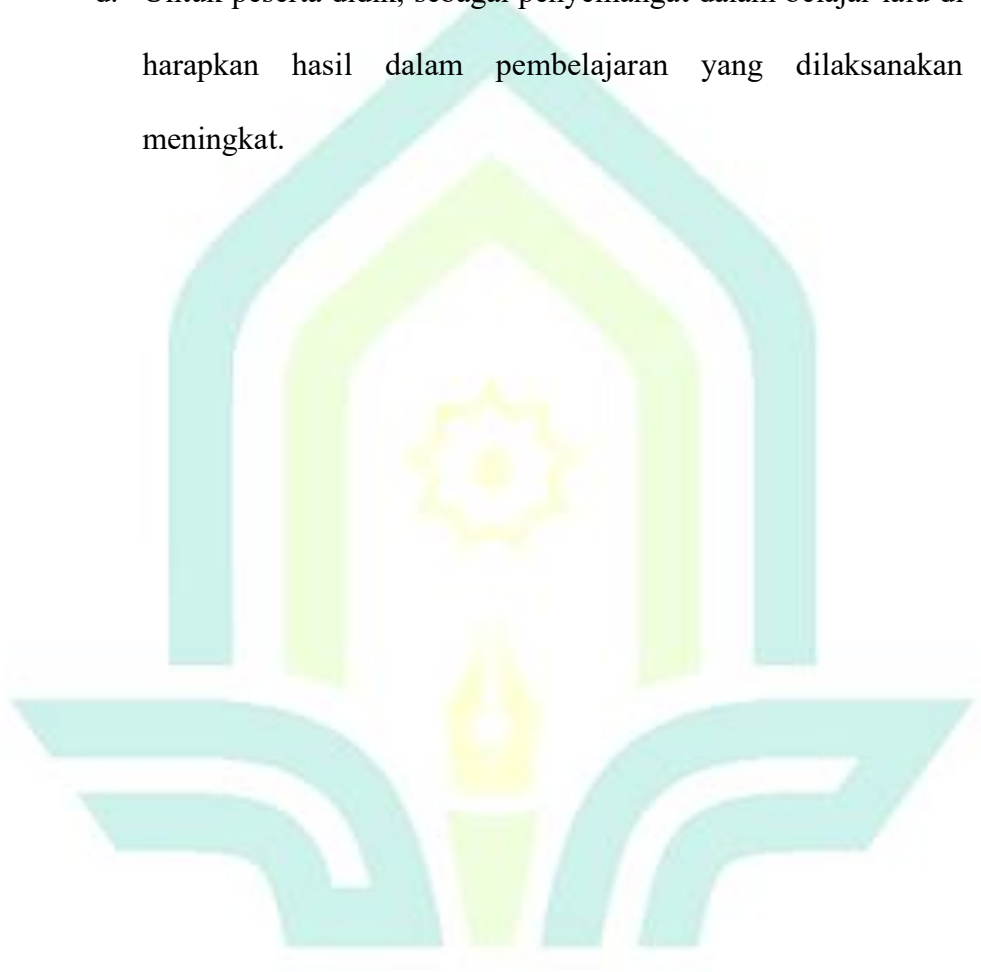 d. Untuk peserta didik, sebagai penyemangat dalam belajar lalu di
harapkan hasil dalam pembelajaran yang dilaksanakan
meningkat.